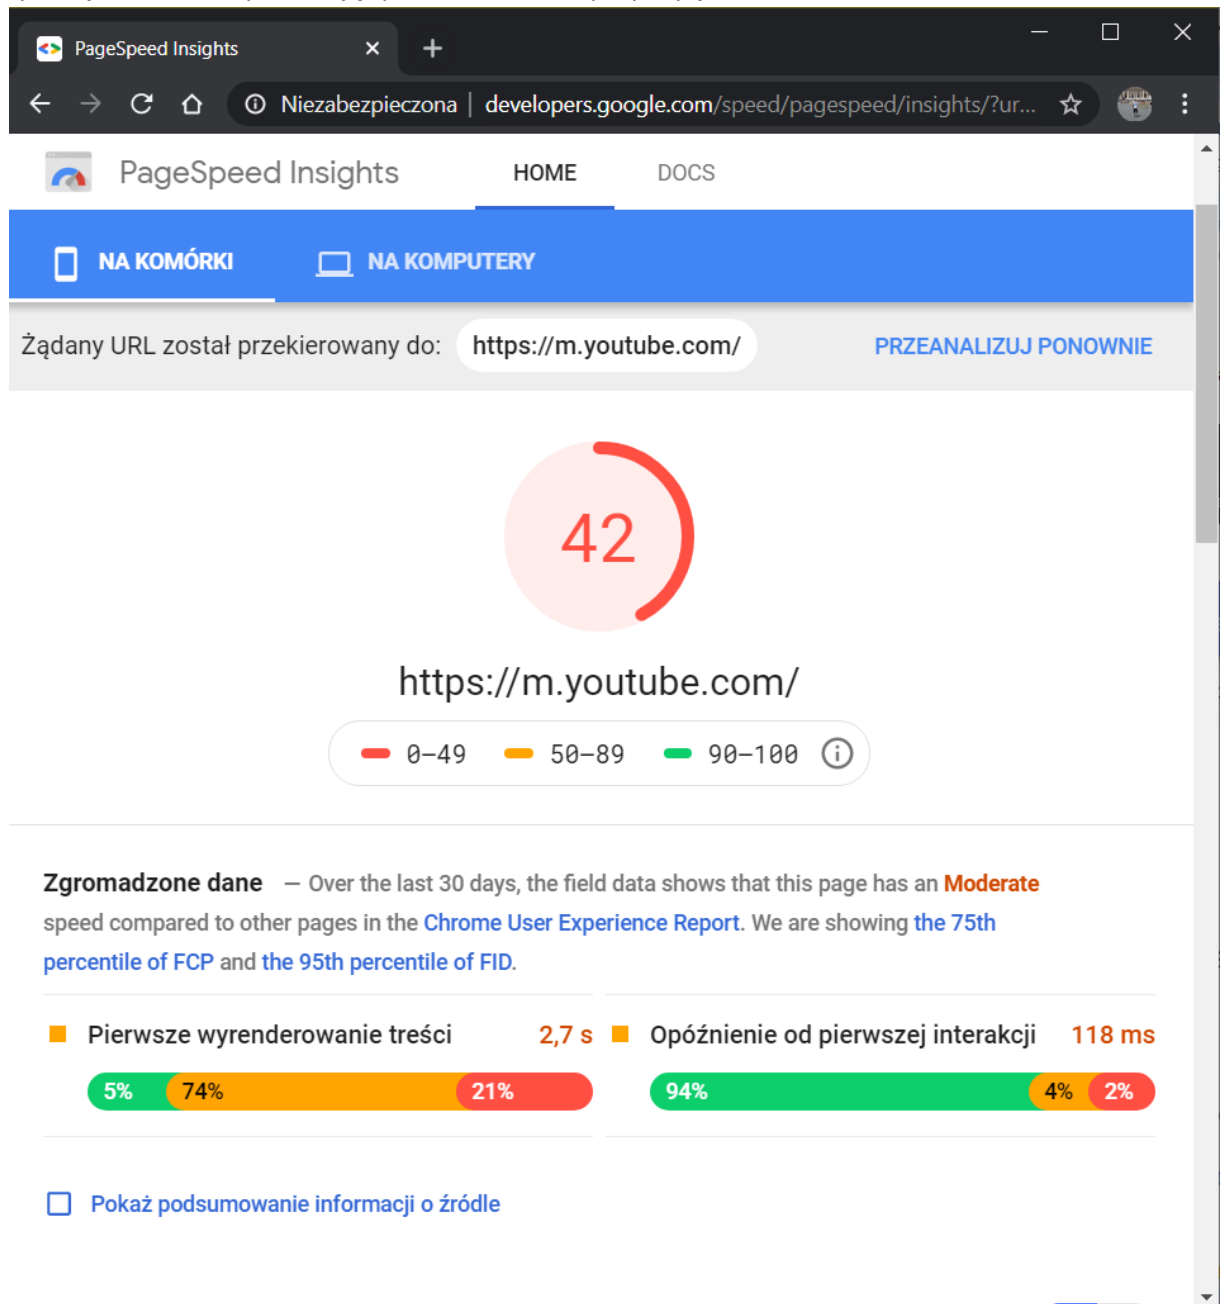 PageSpeed Insights
Niezabezpieczona | developers.google.com/speed/pagespeed/insights/?ur...
PageSpeed Insights HOME DOCS
NA KOMÓRKI NA KOMPUTERY
Żądany URL został przekierowany do: https://m.youtube.com/ PRZEANALIZUJ PONOWNIE
42
https://m.youtube.com/
0–49 50–89 90–100
Zgromadzone dane — Over the last 30 days, the field data shows that this page has an Moderate
speed compared to other pages in the Chrome User Experience Report. We are showing the 75th
percentile of FCP and the 95th percentile of FID.
Pierwsze wyrenderowanie treści 2,7 s Opóźnienie od pierwszej interakcji 118 ms
5% 74% 21% 94% 4% 2%
Pokaż podsumowanie informacji o źródle